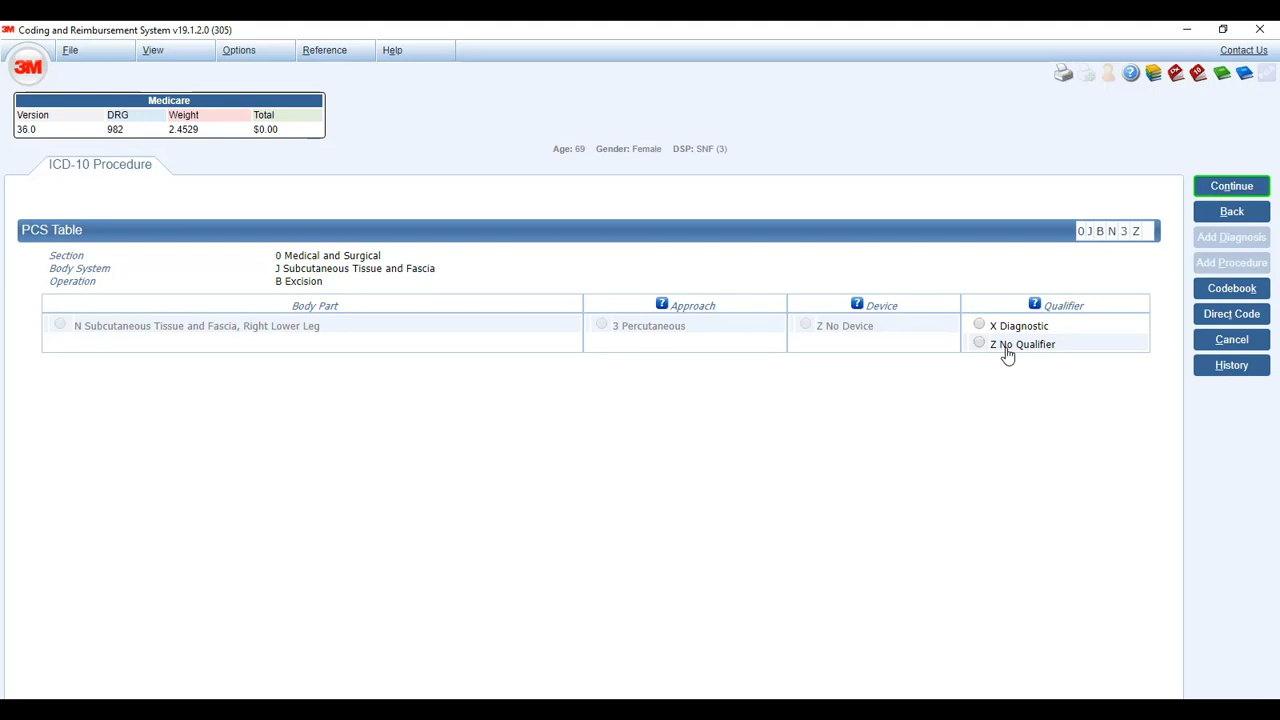 3M Coding and Reimbursement System v19.1.2.0 (305)
File View Options Reference Help Contact Us
3M
Medicare
Version DRG Weight Total
36.0 982 2.4529 $0.00
Age: 69 Gender: Female DSP: SNF (3)
ICD-10 Procedure
Continue
Back
Add Diagnosis
Add Procedure
Codebook
Direct Code
Cancel
History
PCS Table 0 J B N 3 Z
Section 0 Medical and Surgical
Body System J Subcutaneous Tissue and Fascia
Operation B Excision
Body Part ? Approach ? Device ? Qualifier
N Subcutaneous Tissue and Fascia, Right Lower Leg 3 Percutaneous Z No Device X Diagnostic
Z No Qualifier